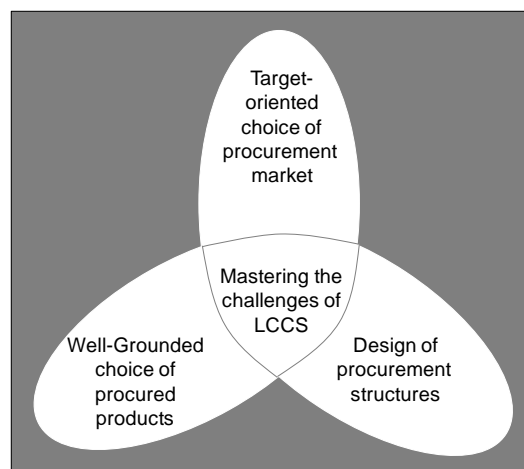 Target-
oriented
choice of
procurement
market
Mastering the
challenges of
LCCS
Well-Grounded
choice of
procured
products
Design of
procurement
structures